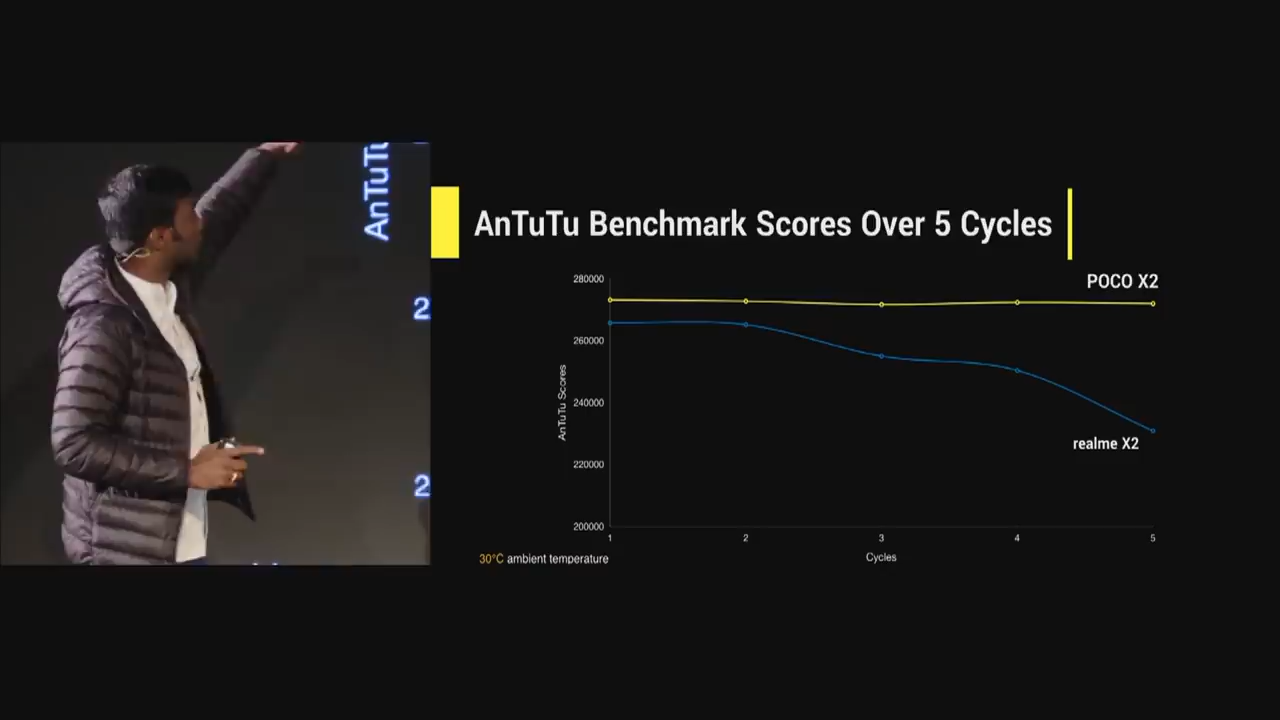 AnTuTu
2
2
AnTuTu Benchmark Scores Over 5 Cycles
POCO X2
280000
260000
240000
220000
200000
AnTuTu Scores
realme X2
1 2 3 4 5
Cycles
30°C ambient temperature